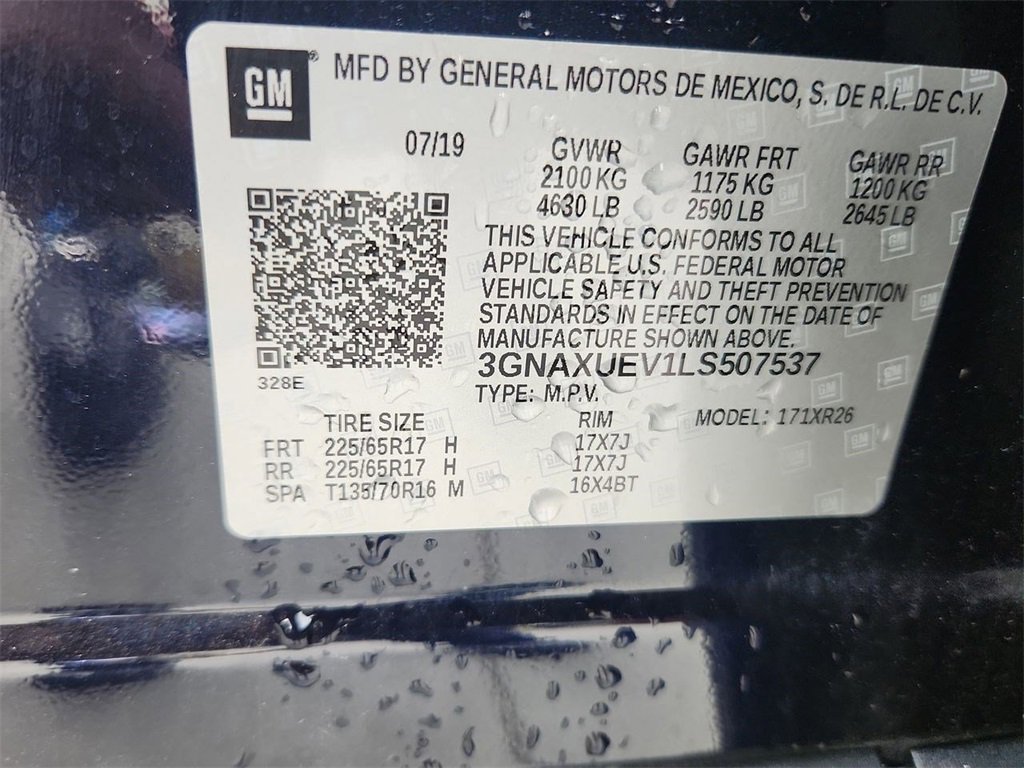 GM ® MFD BY GENERAL MOTORS DE MEXICO, S. DE R.L. DE C.V.
07/19 GVWR GAWR FRT GAWR RR
2100 KG 1175 KG 1200 KG
4630 LB 2590 LB 2645 LB
THIS VEHICLE CONFORMS TO ALL
APPLICABLE U.S. FEDERAL MOTOR
VEHICLE SAFETY AND THEFT PREVENTION
STANDARDS IN EFFECT ON THE DATE OF
MANUFACTURE SHOWN ABOVE.
3GNAXUEV1LS507537
328E
TYPE: M.P.V.
TIRE SIZE RIM MODEL: 171XR26
FRT 225/65R17 H 17X7J
RR 225/65R17 H 17X7J
SPA T135/70R16 M 16X4BT